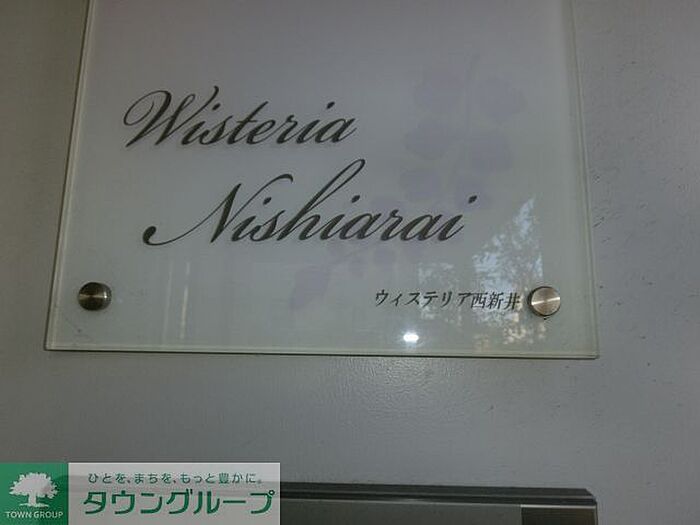 Wisteria
Nishiarai
ウィステリア西新井
ひとを、まちを、もっと豊かに。
タウングループ
TOWN GROUP